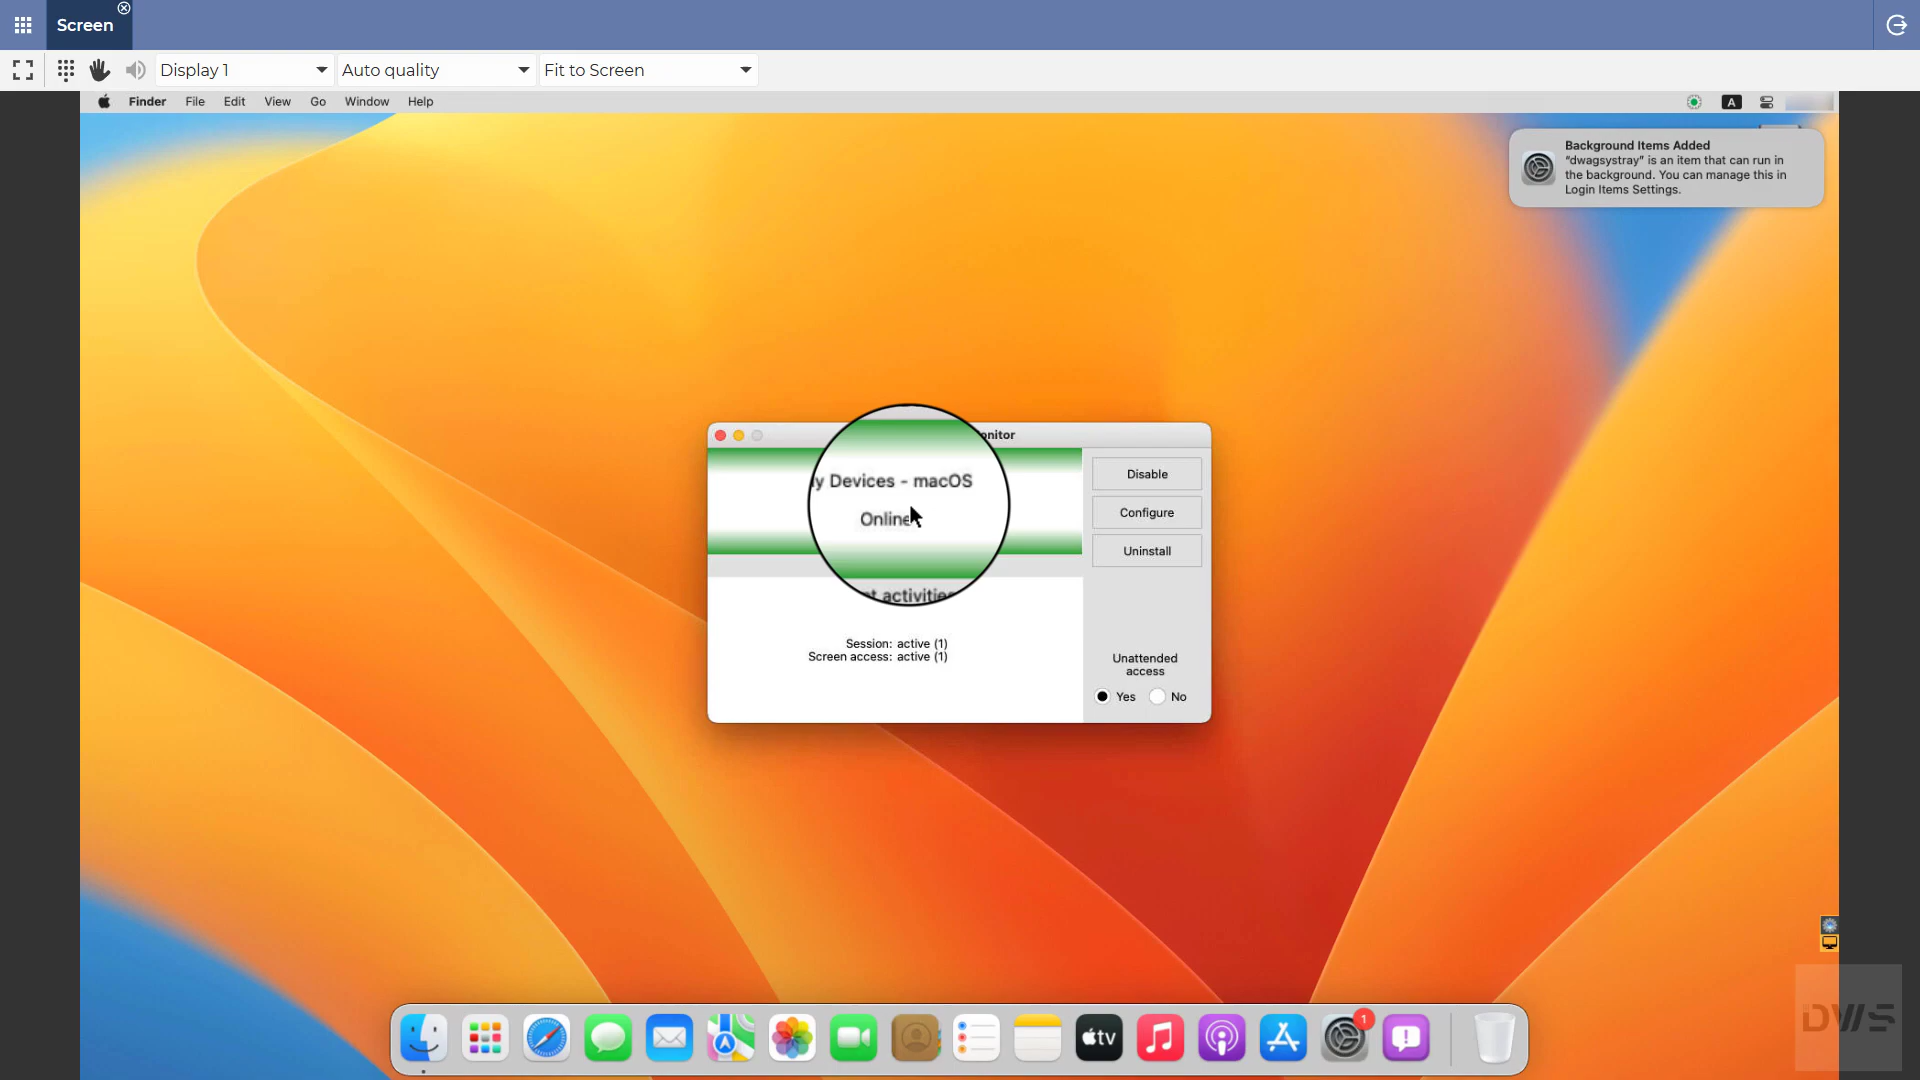 Screen
Display 1
Auto quality
Fit to Screen
Finder File Edit View Go Window Help
A
Background Items Added
“dwagsystray” is an item that can run in
the background. You can manage this in
Login Items Settings.
Devices - macOS
Online
activities
Session: active (1)
Screen access: active (1)
Disable
Configure
Uninstall
Unattended
access
Yes No
tv
1
DWS